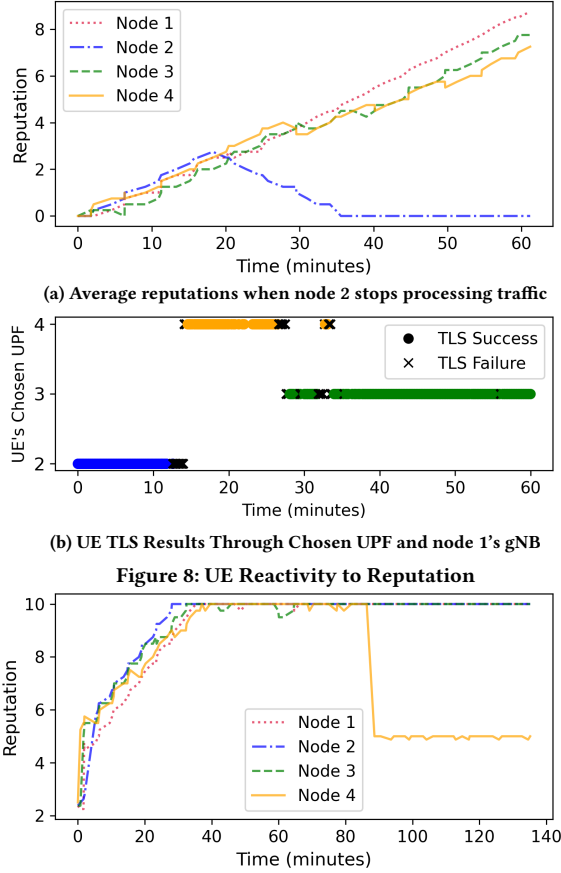 8
6
4
2
0
Reputation
Node 1
Node 2
Node 3
Node 4
0 10 20 30 40 50 60
Time (minutes)
(a) Average reputations when node 2 stops processing traffic
4
3
2
UE's Chosen UPF
TLS Success
TLS Failure
0 10 20 30 40 50 60
Time (minutes)
(b) UE TLS Results Through Chosen UPF and node 1's gNB
Figure 8: UE Reactivity to Reputation
10
8
6
4
2
Reputation
Node 1
Node 2
Node 3
Node 4
0 20 40 60 80 100 120 140
Time (minutes)